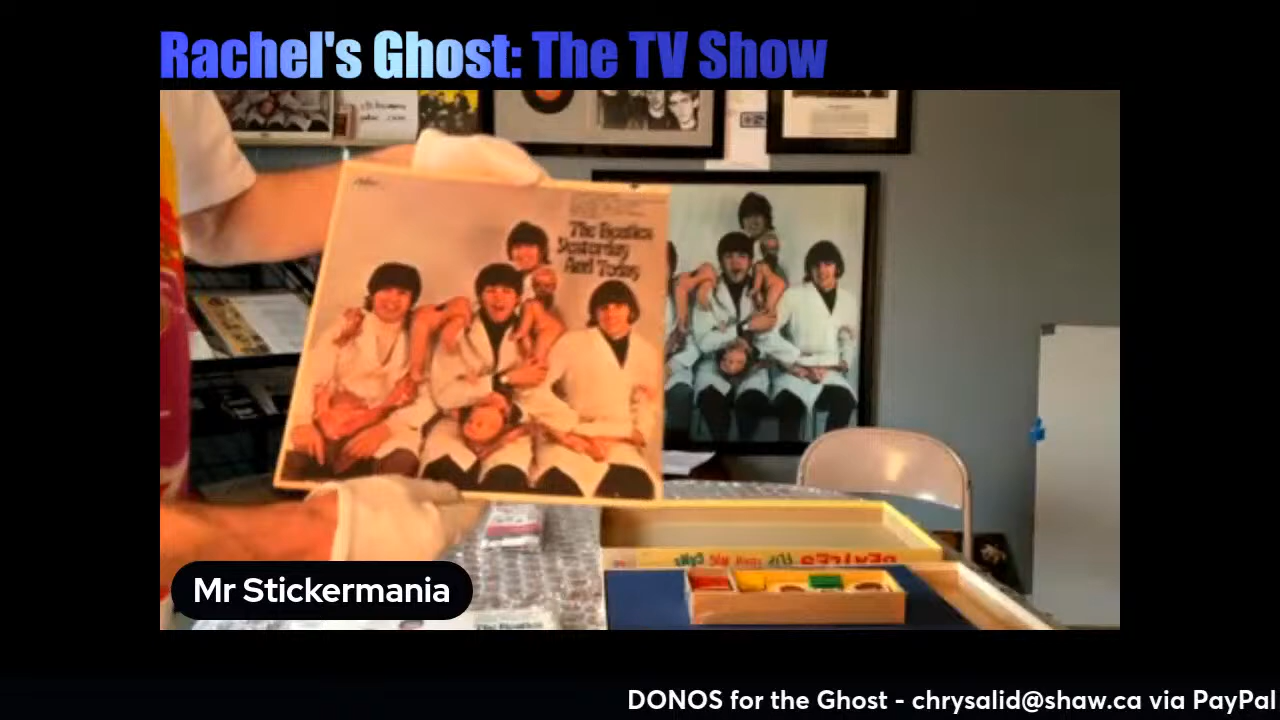 Rachel's Ghost: The TV Show
The Beatles
Yesterday
And Today
Mr Stickermania
DONOS for the Ghost - chrysalid@shaw.ca via PayPal